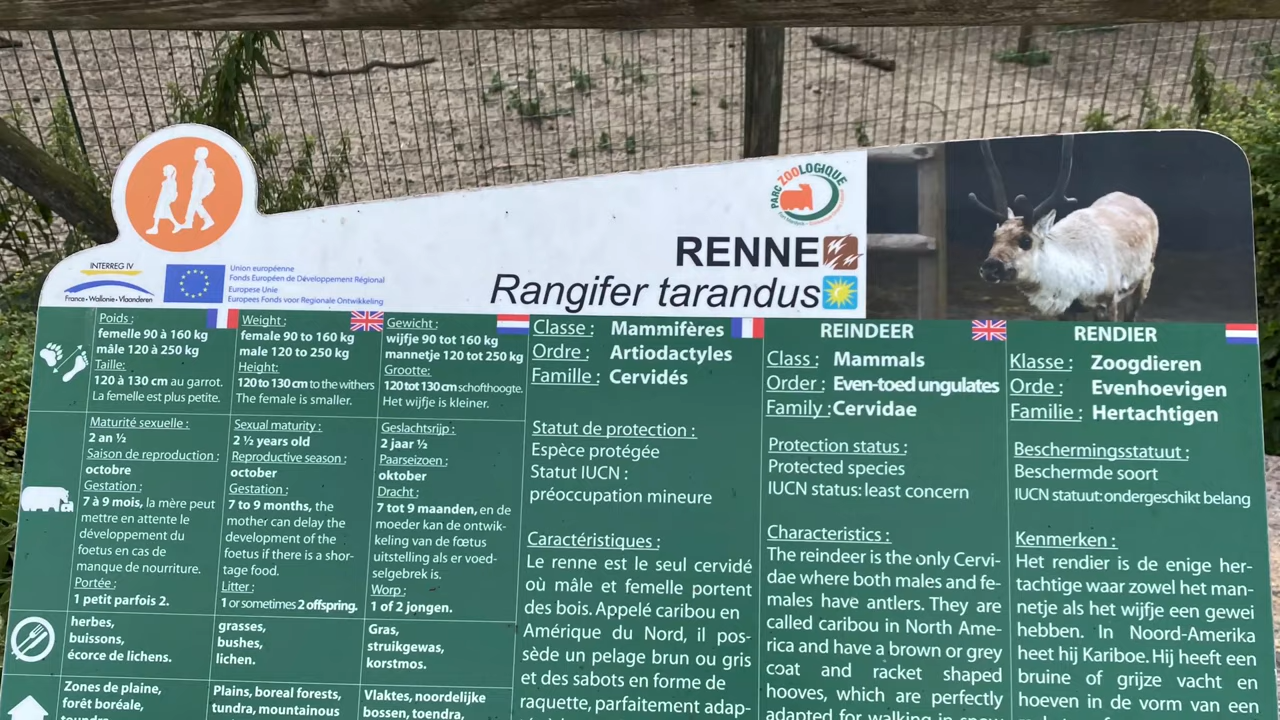 PARC ZOOLOGIQUE
RENNE
Rangifer tarandus
INTERREG IV
France • Wallonie • Vlaanderen
Union européenne
Fonds Européen de Développement Régional
Europese Unie
Europees Fonds voor Regionale Ontwikkeling
Poids :
femelle 90 à 160 kg
mâle 120 à 250 kg
Taille:
120 à 130 cm au garrot.
La femelle est plus petite.
Weight :
female 90 to 160 kg
male 120 to 250 kg
Height:
120 to 130 cm to the withers
The female is smaller.
Gewicht :
wijfje 90 tot 160 kg
mannetje 120 tot 250 kg
Grootte:
120 tot 130 cm schofthoogte.
Het wijfje is kleiner.
Maturité sexuelle :
2 an ½
Saison de reproduction :
octobre
Gestation :
7 à 9 mois, la mère peut
mettre en attente le
développement du
foetus en cas de
manque de nourriture.
Portée :
1 petit parfois 2.
Sexual maturity :
2 ½ years old
Reproductive season :
october
Gestation :
7 to 9 months, the
mother can delay the
development of the
foetus if there is a shor-
tage food.
Litter :
1 or sometimes 2 offspring.
Geslachtsrijp :
2 jaar ½
Paarseizoen :
oktober
Dracht :
7 tot 9 maanden, en de
moeder kan de ontwik-
keling van de fœtus
uitstelling als er voed-
selgebrek is.
Worp :
1 of 2 jongen.
herbes,
buissons,
écorce de lichens.
grasses,
bushes,
lichen.
Gras,
struikgewas,
korstmos.
Zones de plaine,
forêt boréale,
toundra
Plains, boreal forests,
tundra, mountainous
Vlaktes, noordelijke
bossen, toendra,
Classe : Mammifères
Ordre : Artiodactyles
Famille : Cervidés
Statut de protection :
Espèce protégée
Statut IUCN :
préoccupation mineure
Caractéristiques :
Le renne est le seul cervidé
où mâle et femelle portent
des bois. Appelé caribou en
Amérique du Nord, il pos-
sède un pelage brun ou gris
et des sabots en forme de
raquette, parfaitement adap-
REINDEER
Class : Mammals
Order : Even-toed ungulates
Family : Cervidae
Protection status :
Protected species
IUCN status: least concern
Characteristics :
The reindeer is the only Cervi-
dae where both males and fe-
males have antlers. They are
called caribou in North Ame-
rica and have a brown or grey
coat and racket shaped
hooves, which are perfectly
adapted for walking in snow
RENDIER
Klasse : Zoogdieren
Orde : Evenhoevigen
Familie : Hertachtigen
Beschermingsstatuut :
Beschermde soort
IUCN statuut: ondergeschikt belang
Kenmerken :
Het rendier is de enige her-
tachtige waar zowel het man-
netje als het wijfje een gewei
hebben. In Noord-Amerika
heet hij Kariboe. Hij heeft een
bruine of grijze vacht en
hoeven in de vorm van een